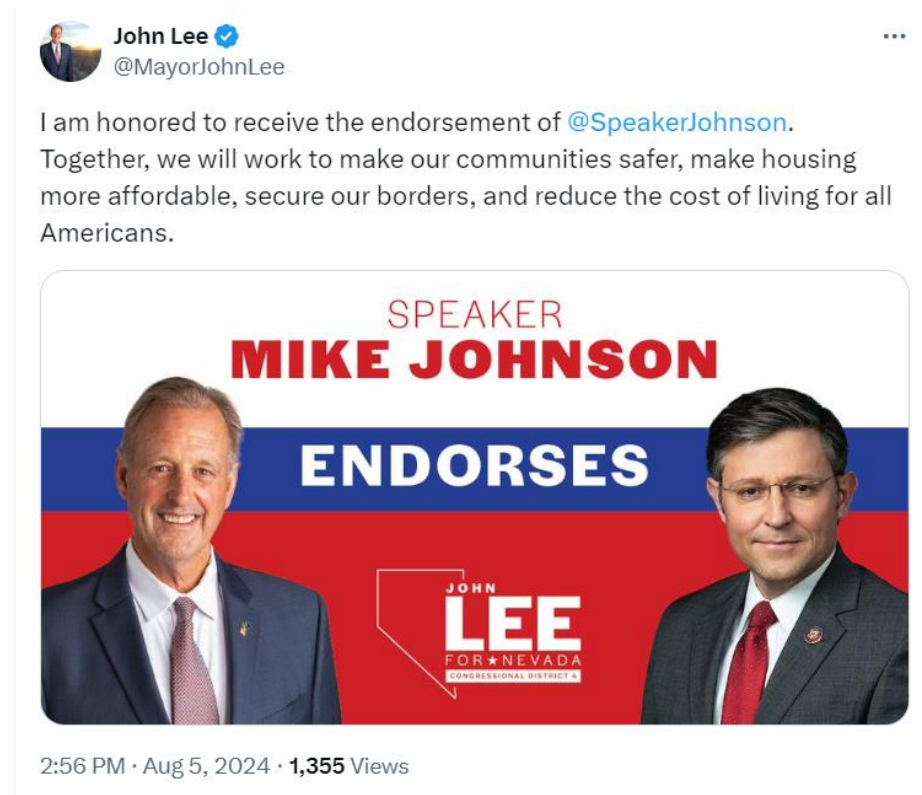 John Lee
@MayorJohnLee
I am honored to receive the endorsement of @SpeakerJohnson.
Together, we will work to make our communities safer, make housing
more affordable, secure our borders, and reduce the cost of living for all
Americans.
SPEAKER
MIKE JOHNSON
ENDORSES
JOHN
LEE
FOR★NEVADA
CONGRESSIONAL DISTRICT 4
2:56 PM · Aug 5, 2024 · 1,355 Views